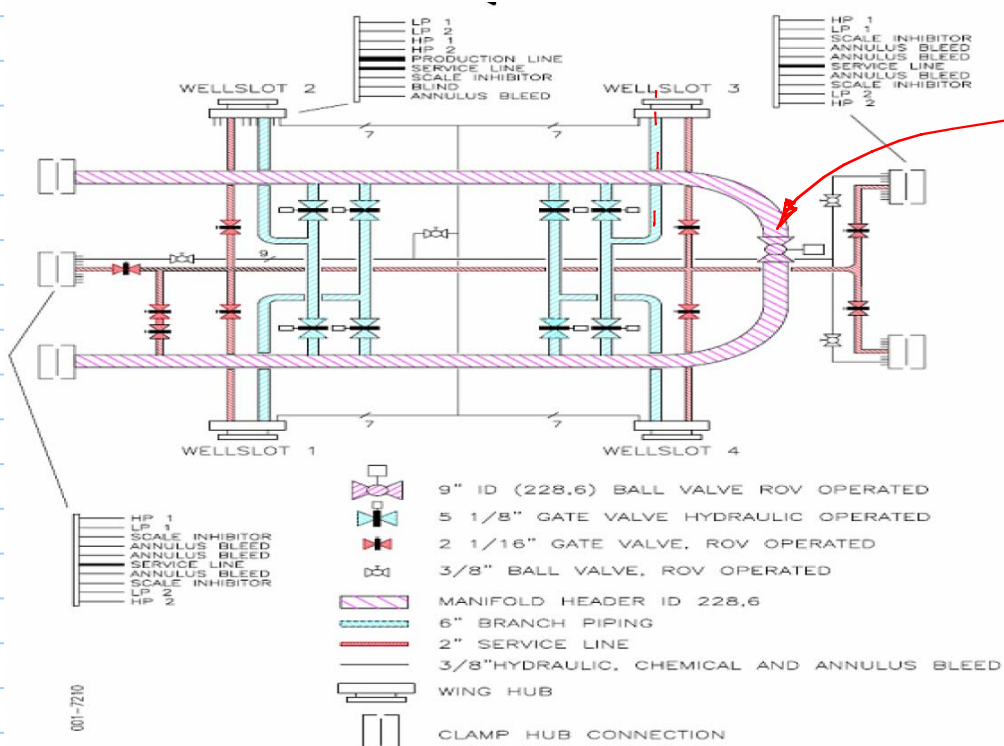 LP 1
LP 2
HP 1
HP 2
PRODUCTION LINE
SERVICE LINE
SCALE INHIBITOR
BLIND
ANNULUS BLEED
HP 1
LP 1
SCALE INHIBITOR
ANNULUS BLEED
ANNULUS BLEED
SERVICE LINE
ANNULUS BLEED
SCALE INHIBITOR
LP 2
HP 2
WELLSLOT 2
WELLSLOT 3
7
7
9
7
7
WELLSLOT 1
WELLSLOT 4
HP 1
LP 1
SCALE INHIBITOR
ANNULUS BLEED
ANNULUS BLEED
SERVICE LINE
ANNULUS BLEED
SCALE INHIBITOR
LP 2
HP 2
9" ID (228,6) BALL VALVE ROV OPERATED
5 1/8" GATE VALVE HYDRAULIC OPERATED
2 1/16" GATE VALVE, ROV OPERATED
3/8" BALL VALVE, ROV OPERATED
MANIFOLD HEADER ID 228,6
6" BRANCH PIPING
2" SERVICE LINE
3/8"HYDRAULIC, CHEMICAL AND ANNULUS BLEED
WING HUB
CLAMP HUB CONNECTION
001-7210